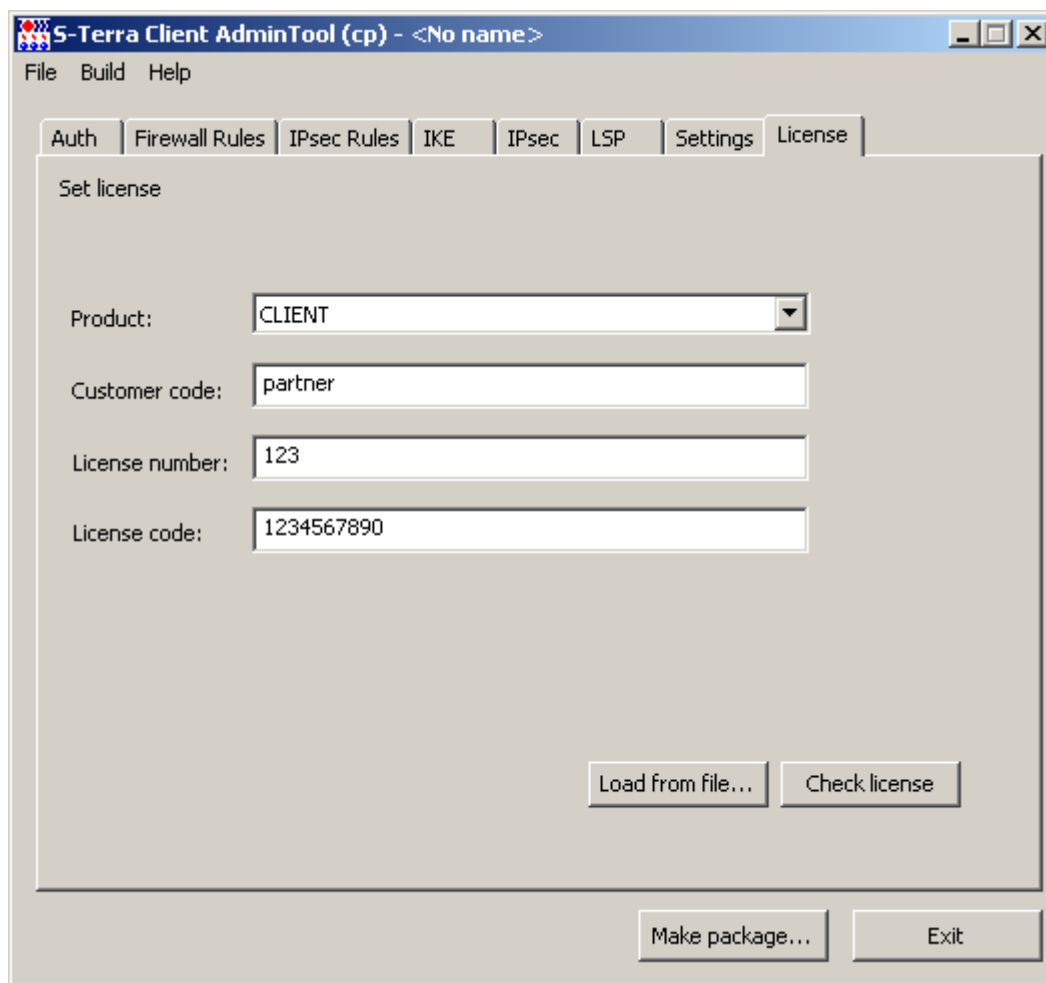 S-Terra Client AdminTool (cp) - <No name>
File Build Help
Auth Firewall Rules IPsec Rules IKE IPsec LSP Settings License
Set license
Product: CLIENT
Customer code: partner
License number: 123
License code: 1234567890
Load from file... Check license
Make package... Exit